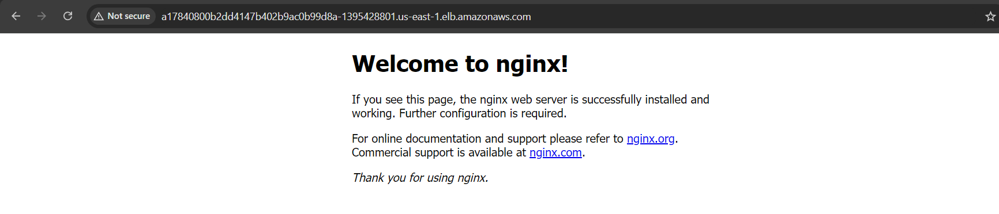 Not secure a17840800b2dd4147b402b9ac0b99d8a-1395428801.us-east-1.elb.amazonaws.com
Welcome to nginx!
If you see this page, the nginx web server is successfully installed and
working. Further configuration is required.
For online documentation and support please refer to nginx.org.
Commercial support is available at nginx.com.
Thank you for using nginx.